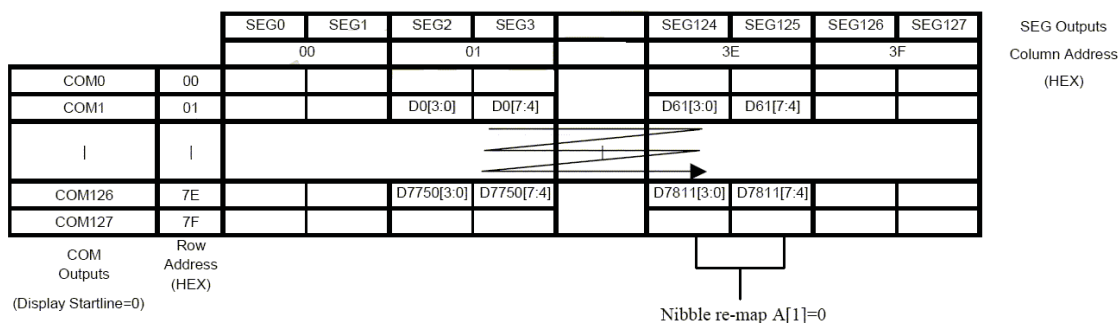 SEG0 SEG1 SEG2 SEG3 SEG124 SEG125 SEG126 SEG127 SEG Outputs
00 01 3E 3F Column Address
(HEX)
COM0 00
COM1 01 D0[3:0] D0[7:4] D61[3:0] D61[7:4]
| | |
COM126 7E D7750[3:0] D7750[7:4] D7811[3:0] D7811[7:4]
COM127 7F
COM
Outputs
(Display Startline=0)
Row
Address
(HEX)
Nibble re-map A[1]=0